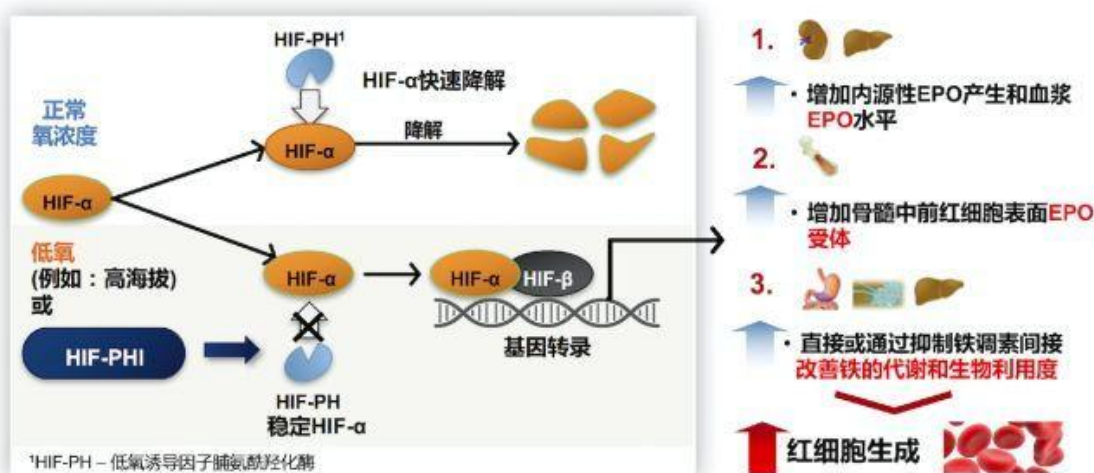 HIF-PH¹
HIF-α快速降解
正常
氧浓度
HIF-α
降解
HIF-α
低氧
(例如：高海拔)
或
HIF-PHI
HIF-α
HIF-α
HIF-β
基因转录
HIF-PH
稳定HIF-α
¹HIF-PH – 低氧诱导因子脯氨酰羟化酶
1.
· 增加内源性EPO产生和血浆
EPO水平
2.
· 增加骨髓中前红细胞表面EPO
受体
3.
· 直接或通过抑制铁调素间接
改善铁的代谢和生物利用度
红细胞生成